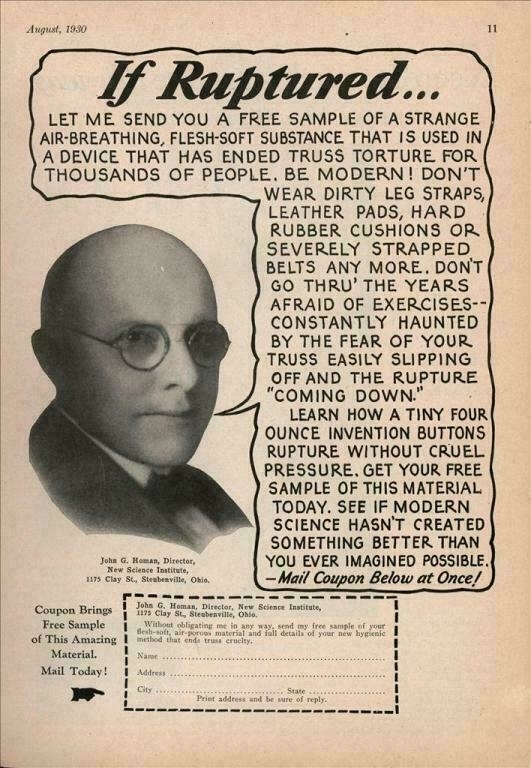 August, 1930
11
If Ruptured...
LET ME SEND YOU A FREE SAMPLE OF A STRANGE
AIR-BREATHING, FLESH-SOFT SUBSTANCE THAT IS USED IN
A DEVICE THAT HAS ENDED TRUSS TORTURE FOR
THOUSANDS OF PEOPLE. BE MODERN! DON'T
WEAR DIRTY LEG STRAPS,
LEATHER PADS, HARD
RUBBER CUSHIONS OR
SEVERELY STRAPPED
BELTS ANY MORE. DON'T
GO THRU' THE YEARS
AFRAID OF EXERCISES--
CONSTANTLY HAUNTED
BY THE FEAR OF YOUR
TRUSS EASILY SLIPPING
OFF AND THE RUPTURE
"COMING DOWN."
LEARN HOW A TINY FOUR
OUNCE INVENTION BUTTONS
RUPTURE WITHOUT CRUEL
PRESSURE. GET YOUR FREE
SAMPLE OF THIS MATERIAL
TODAY. SEE IF MODERN
SCIENCE HASN'T CREATED
SOMETHING BETTER THAN
YOU EVER IMAGINED POSSIBLE.
—Mail Coupon Below at Once!
John G. Homan, Director,
New Science Institute,
1175 Clay St., Steubenville, Ohio.
Coupon Brings
Free Sample
of This Amazing
Material.
Mail Today!
John G. Homan, Director, New Science Institute,
1175 Clay St., Steubenville, Ohio.
Without obligating me in any way, send my free sample of your
flesh-soft, air-porous material and full details of your new hygienic
method that ends truss cruelty.
Name
Address
City State
Print address and be sure of reply.